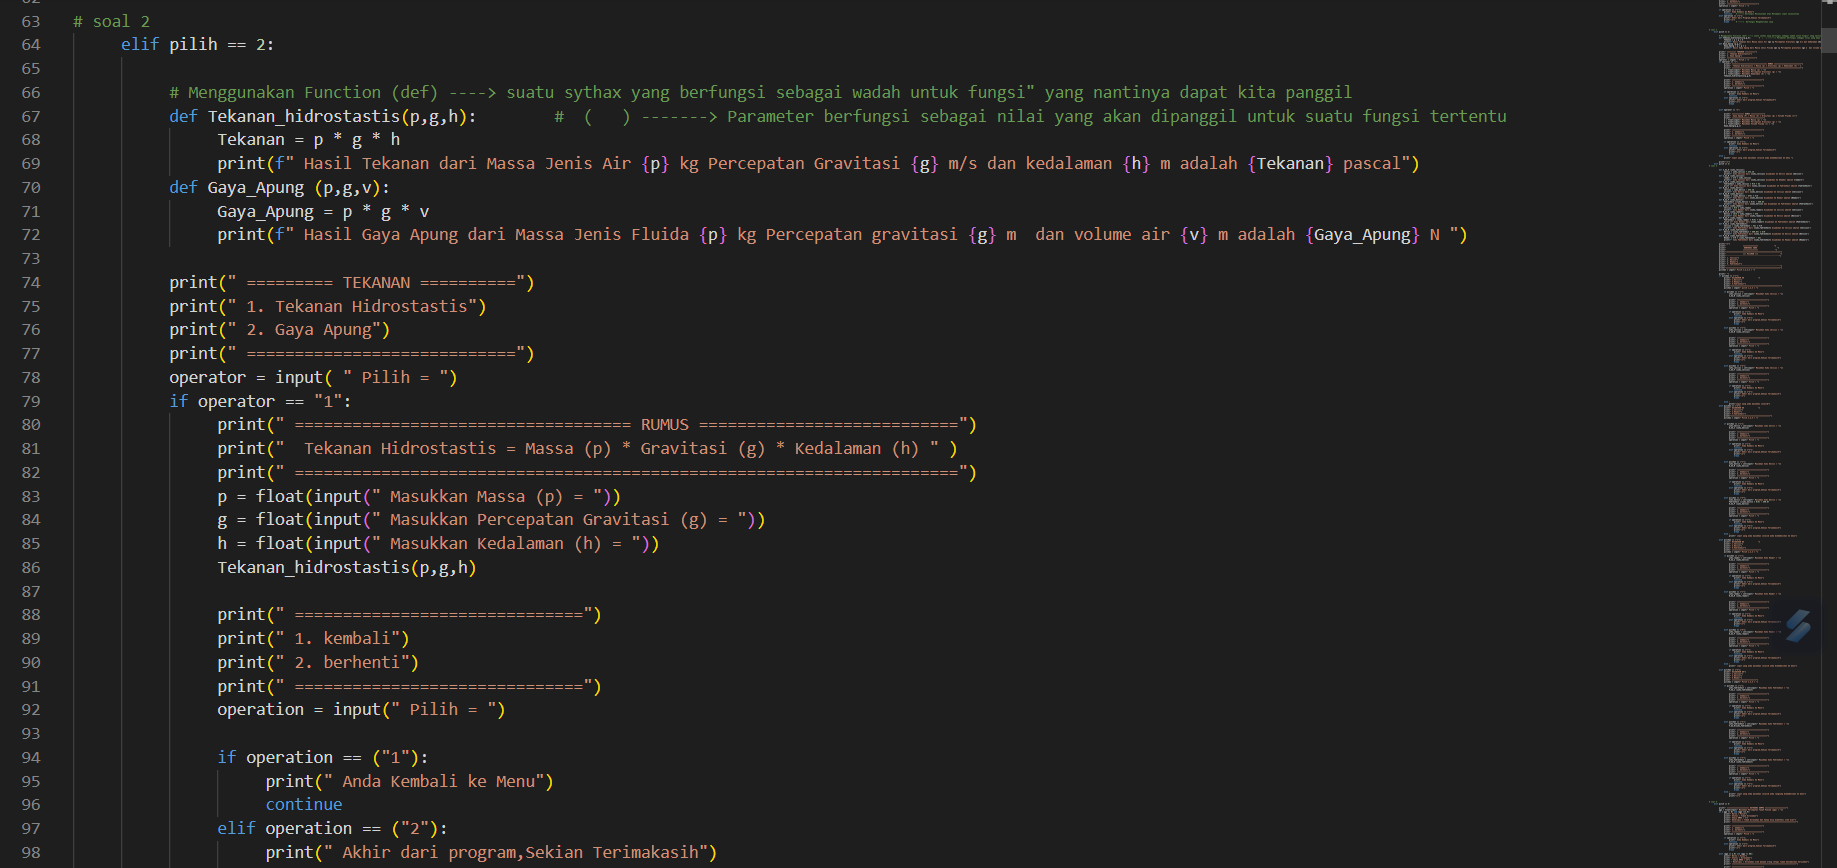 63 # soal 2
64 elif pilih == 2:
65
66 # Menggunakan Function (def) ----> suatu sythax yang berfungsi sebagai wadah untuk fungsi" yang nantinya dapat kita panggil
67 def Tekanan_hidrostastis(p,g,h): # ( ) -------> Parameter berfungsi sebagai nilai yang akan dipanggil untuk suatu fungsi tertentu
68 Tekanan = p * g * h
69 print(f" Hasil Tekanan dari Massa Jenis Air {p} kg Percepatan Gravitasi {g} m/s dan kedalaman {h} m adalah {Tekanan} pascal")
70 def Gaya_Apung (p,g,v):
71 Gaya_Apung = p * g * v
72 print(f" Hasil Gaya Apung dari Massa Jenis Fluida {p} kg Percepatan gravitasi {g} m  dan volume air {v} m adalah {Gaya_Apung} N ")
73
74 print(" ========= TEKANAN ==========")
75 print(" 1. Tekanan Hidrostastis")
76 print(" 2. Gaya Apung")
77 print(" ============================")
78 operator = input( " Pilih = ")
79 if operator == "1":
80 print(" =================================== RUMUS ===========================")
81 print("  Tekanan Hidrostastis = Massa (p) * Gravitasi (g) * Kedalaman (h) " )
82 print(" =====================================================================")
83 p = float(input(" Masukkan Massa (p) = "))
84 g = float(input(" Masukkan Percepatan Gravitasi (g) = "))
85 h = float(input(" Masukkan Kedalaman (h) = "))
86 Tekanan_hidrostastis(p,g,h)
87
88 print(" ==============================")
89 print(" 1. kembali")
90 print(" 2. berhenti")
91 print(" ==============================")
92 operation = input(" Pilih = ")
93
94 if operation == ("1"):
95 print(" Anda Kembali ke Menu")
96 continue
97 elif operation == ("2"):
98 print(" Akhir dari program,Sekian Terimakasih")